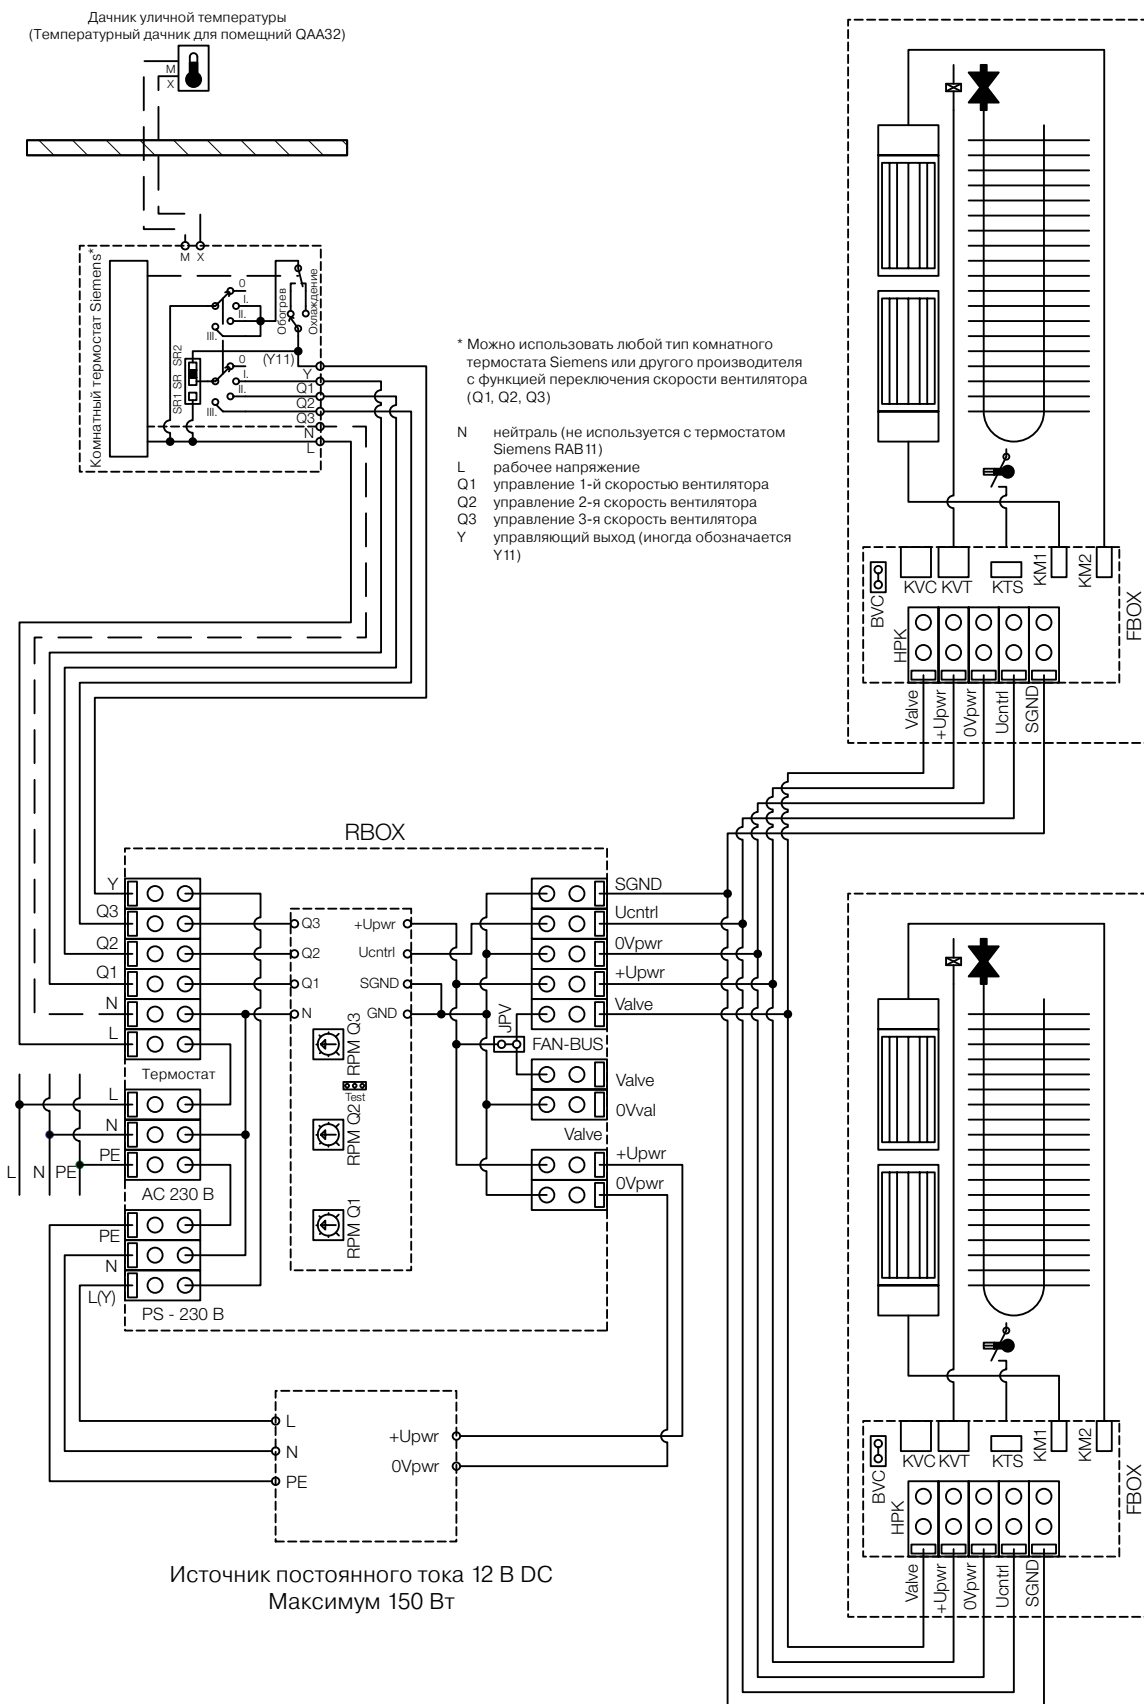 Дачник уличной температуры
(Температурный дачник для помещний QAA32)
M
X
M X
Комнатный термостат Siemens*
0
I.
II.
III.
Обогрев
Охлаждение
SR1 SR SR2
0
I.
II.
III.
(Y11)
Y
Q1
Q2
Q3
N
L
* Можно использовать любой тип комнатного
термостата Siemens или другого производителя
с функцией переключения скорости вентилятора
(Q1, Q2, Q3)
N нейтраль (не используется с термостатом
Siemens RAB11)
L рабочее напряжение
Q1 управление 1-й скоростью вентилятора
Q2 управление 2-я скорость вентилятора
Q3 управление 3-я скорость вентилятора
Y управляющий выход (иногда обозначается
Y11)
BVC
KVC KVT
KTS
KM1
KM2
HPK
FBOX
Valve
+Upwr
0Vpwr
Ucntrl
SGND
RBOX
Y
Q3
Q2
Q1
N
L
Термостат
L
N
PE
AC 230 В
PE
N
L(Y)
PS - 230 В
L
N
PE
Q3
Q2
Q1
N
+Upwr
Ucntrl
SGND
GND
RPM Q3
Test
RPM Q2
RPM Q1
JPV
SGND
Ucntrl
0Vpwr
+Upwr
Valve
FAN-BUS
Valve
0Vval
Valve
+Upwr
0Vpwr
L
N
PE
+Upwr
0Vpwr
Источник постоянного тока 12 В DC
Максимум 150 Вт
BVC
KVC KVT
KTS
KM1
KM2
HPK
FBOX
Valve
+Upwr
0Vpwr
Ucntrl
SGND